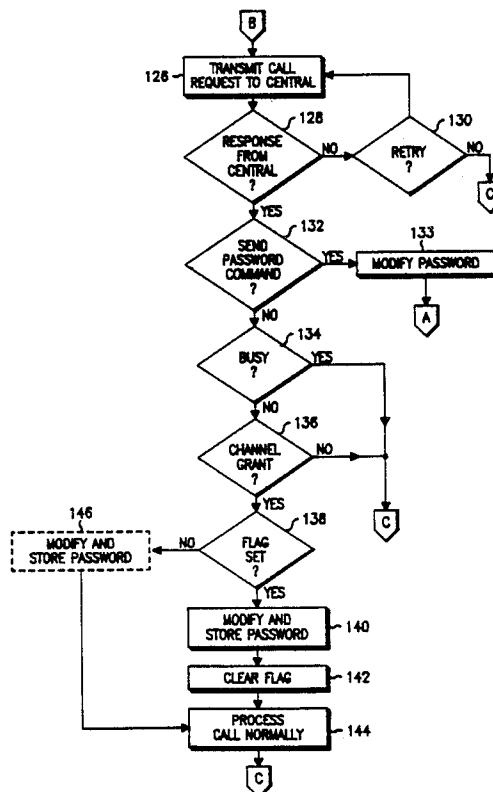 B
126
TRANSMIT CALL
REQUEST TO CENTRAL
128
RESPONSE
FROM
CENTRAL
?
NO
130
RETRY
?
NO
C
YES
132
SEND
PASSWORD
COMMAND
?
YES
133
MODIFY PASSWORD
A
NO
134
BUSY
?
YES
NO
136
CHANNEL
GRANT
?
NO
C
YES
138
FLAG
SET
?
NO
146
MODIFY AND
STORE PASSWORD
YES
MODIFY AND
STORE PASSWORD
140
CLEAR FLAG
142
PROCESS
CALL NORMALLY
144
C